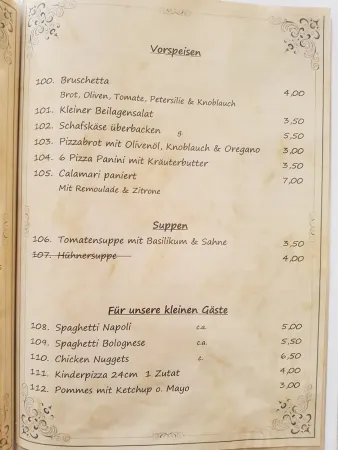 Vorspeisen
100. Bruschetta
Brot, Oliven, Tomate, Petersilie & Knoblauch 4,00
101. Kleiner Beilagensalat 3,50
102. Schafskäse überbacken g 5,50
103. Pizzabrot mit Olivenöl, Knoblauch & Oregano 3,00
104. 6 Pizza Panini mit Kräuterbutter 3,50
105. Calamari paniert 7,00
Mit Remoulade & Zitrone
Suppen
106. Tomatensuppe mit Basilikum & Sahne 3,50
107. Hühnersuppe 4,00
Für unsere kleinen Gäste
108. Spaghetti Napoli c,a 5,00
109. Spaghetti Bolognese c,a 5,50
110. Chicken Nuggets 6,50
111. Kinderpizza 24cm 1 Zutat 4,00
112. Pommes mit Ketchup o. Mayo 3,00